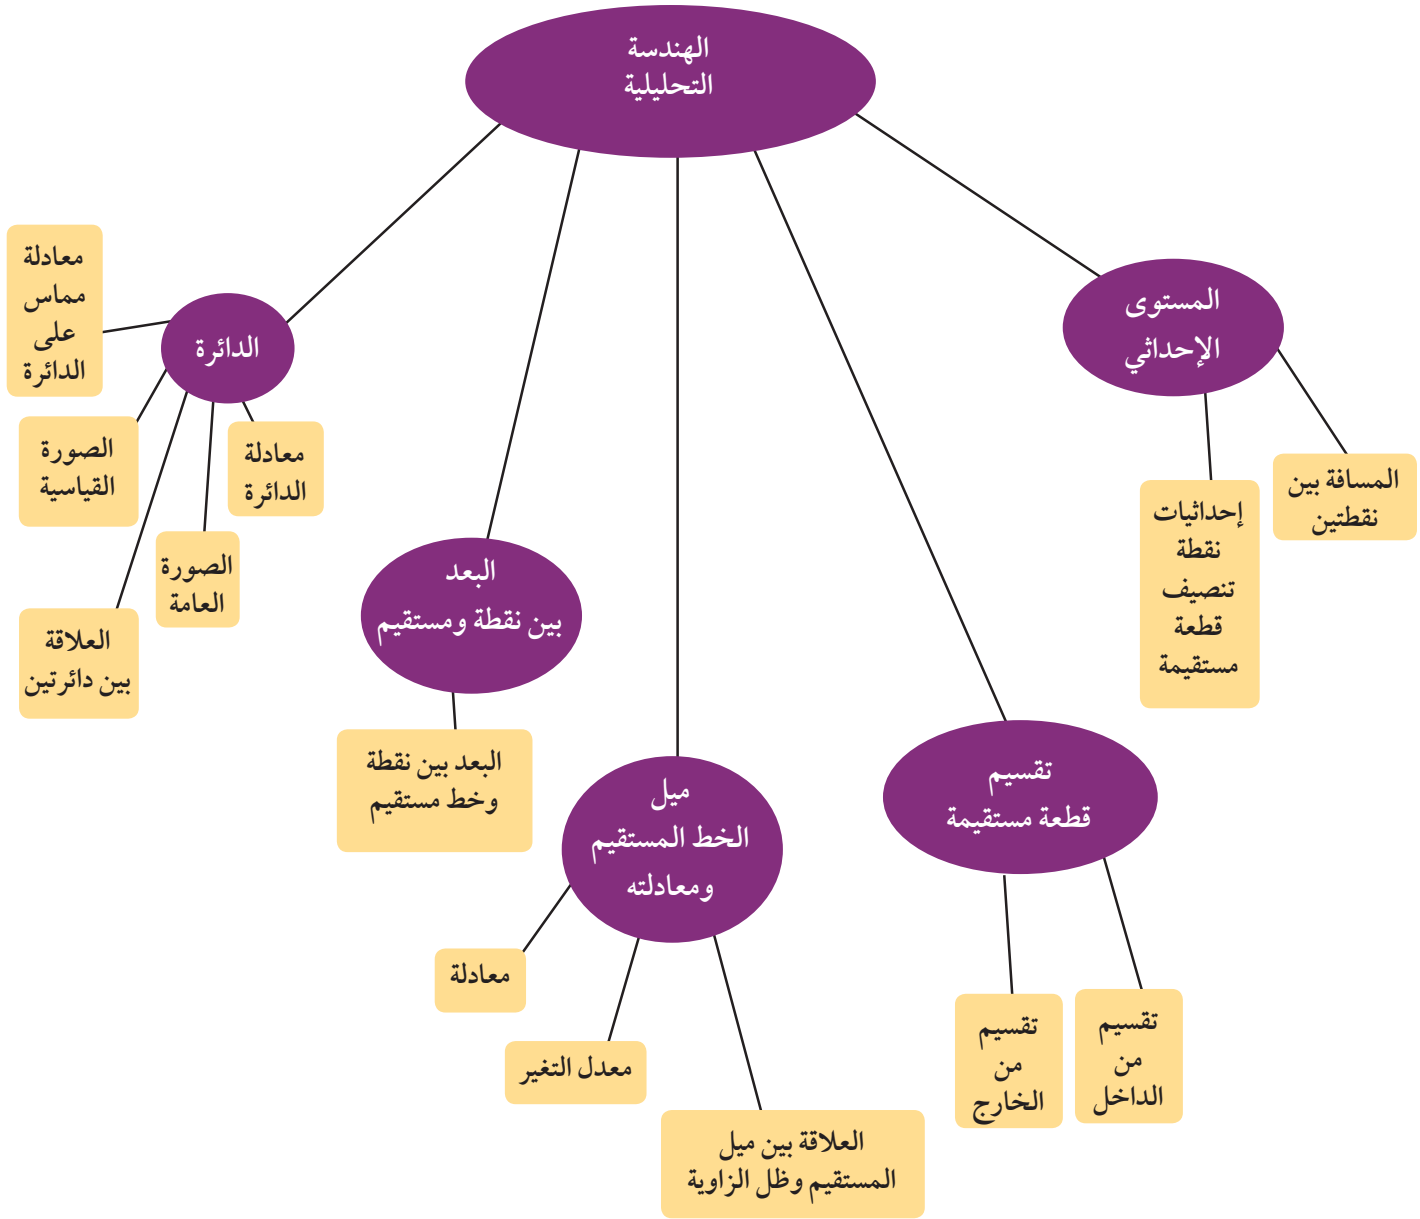 الهندسة
التحليلية
المستوى
الإحداثي
المسافة بين
نقطتين
إحداثيات
نقطة
تنصيف
قطعة
مستقيمة
تقسيم
قطعة مستقيمة
تقسيم
من
الداخل
تقسيم
من
الخارج
ميل
الخط المستقيم
ومعادلته
العلاقة بين ميل
المستقيم وظل الزاوية
معدل التغير
معادلة
البعد
بين نقطة ومستقيم
البعد بين نقطة
وخط مستقيم
الدائرة
معادلة
الدائرة
الصورة
العامة
العلاقة
بين دائرتين
الصورة
القياسية
معادلة
مماس
على
الدائرة